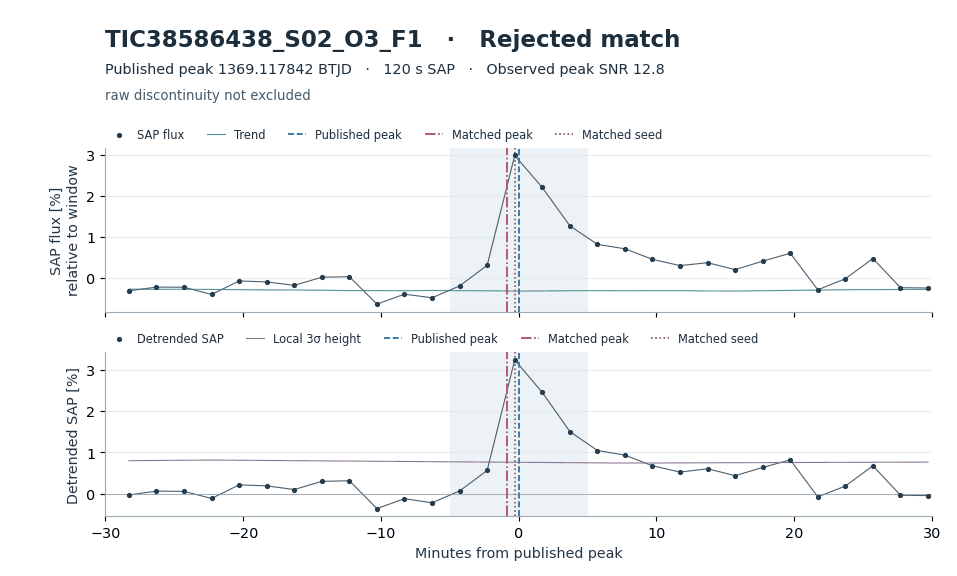 TIC38586438_S02_O3_F1 · Rejected match
Published peak 1369.117842 BTJD · 120 s SAP · Observed peak SNR 12.8
raw discontinuity not excluded
SAP flux Trend Published peak Matched peak Matched seed
SAP flux [%]
relative to window
3
2
1
0
Detrended SAP Local 3σ height Published peak Matched peak Matched seed
Detrended SAP [%]
3
2
1
0
−30 −20 −10 0 10 20 30
Minutes from published peak